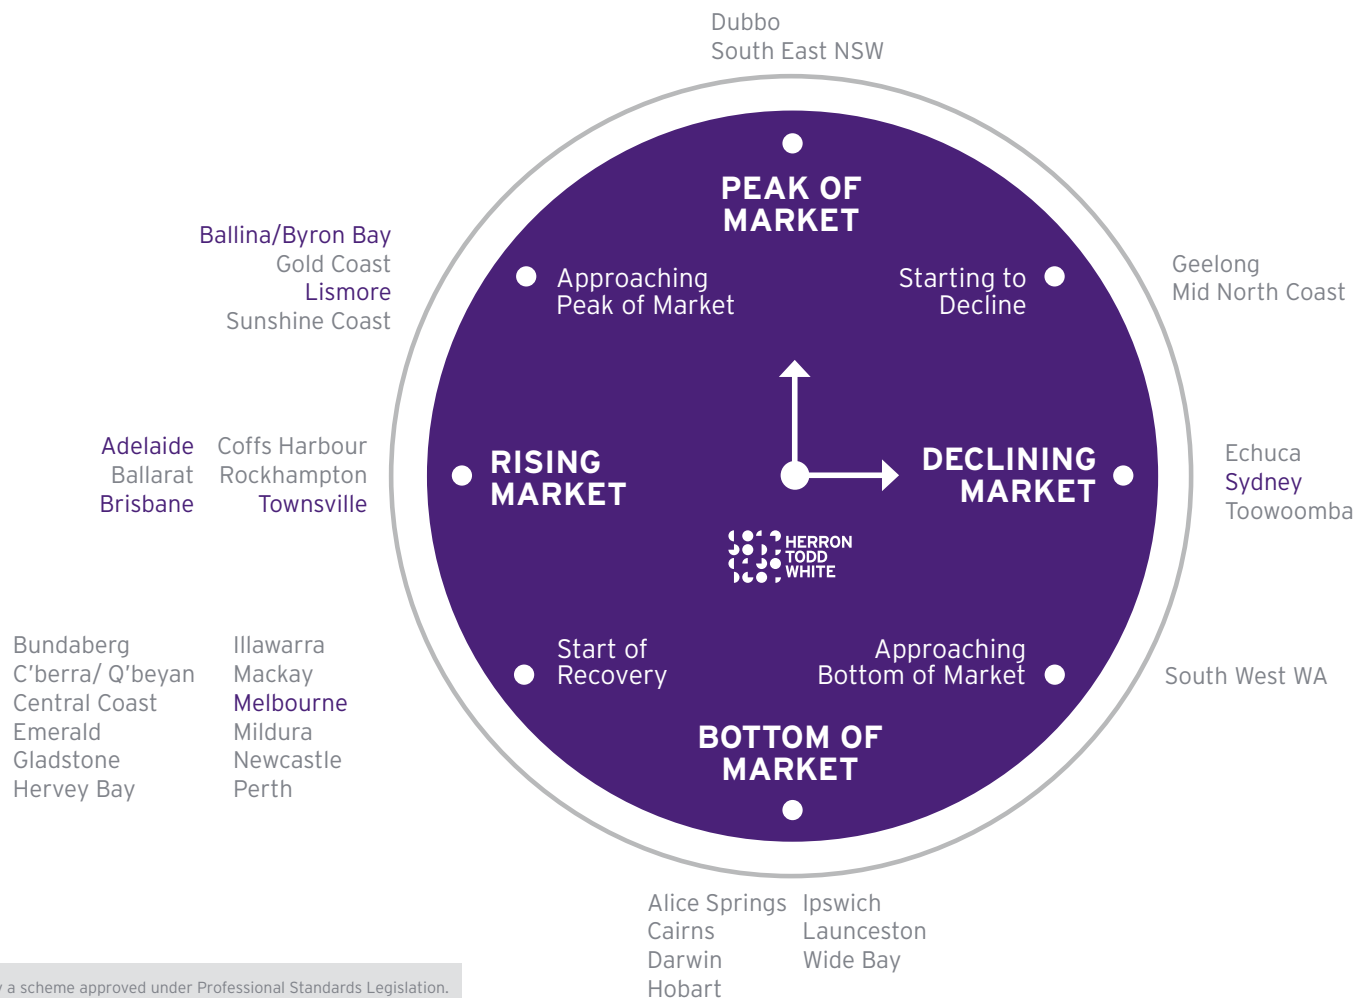 Dubbo
South East NSW
PEAK OF
MARKET
Ballina/Byron Bay
Gold Coast
Lismore
Sunshine Coast
Approaching
Peak of Market
Starting to
Decline
Geelong
Mid North Coast
Adelaide
Ballarat
Brisbane
Coffs Harbour
Rockhampton
Townsville
RISING
MARKET
DECLINING
MARKET
Echuca
Sydney
Toowoomba
HERRON
TODD
WHITE
Bundaberg
C'berra/ Q'beyan
Central Coast
Emerald
Gladstone
Hervey Bay
Illawarra
Mackay
Melbourne
Mildura
Newcastle
Perth
Start of
Recovery
Approaching
Bottom of Market
South West WA
BOTTOM OF
MARKET
Alice Springs
Cairns
Darwin
Hobart
Ipswich
Launceston
Wide Bay
a scheme approved under Professional Standards Legislation.